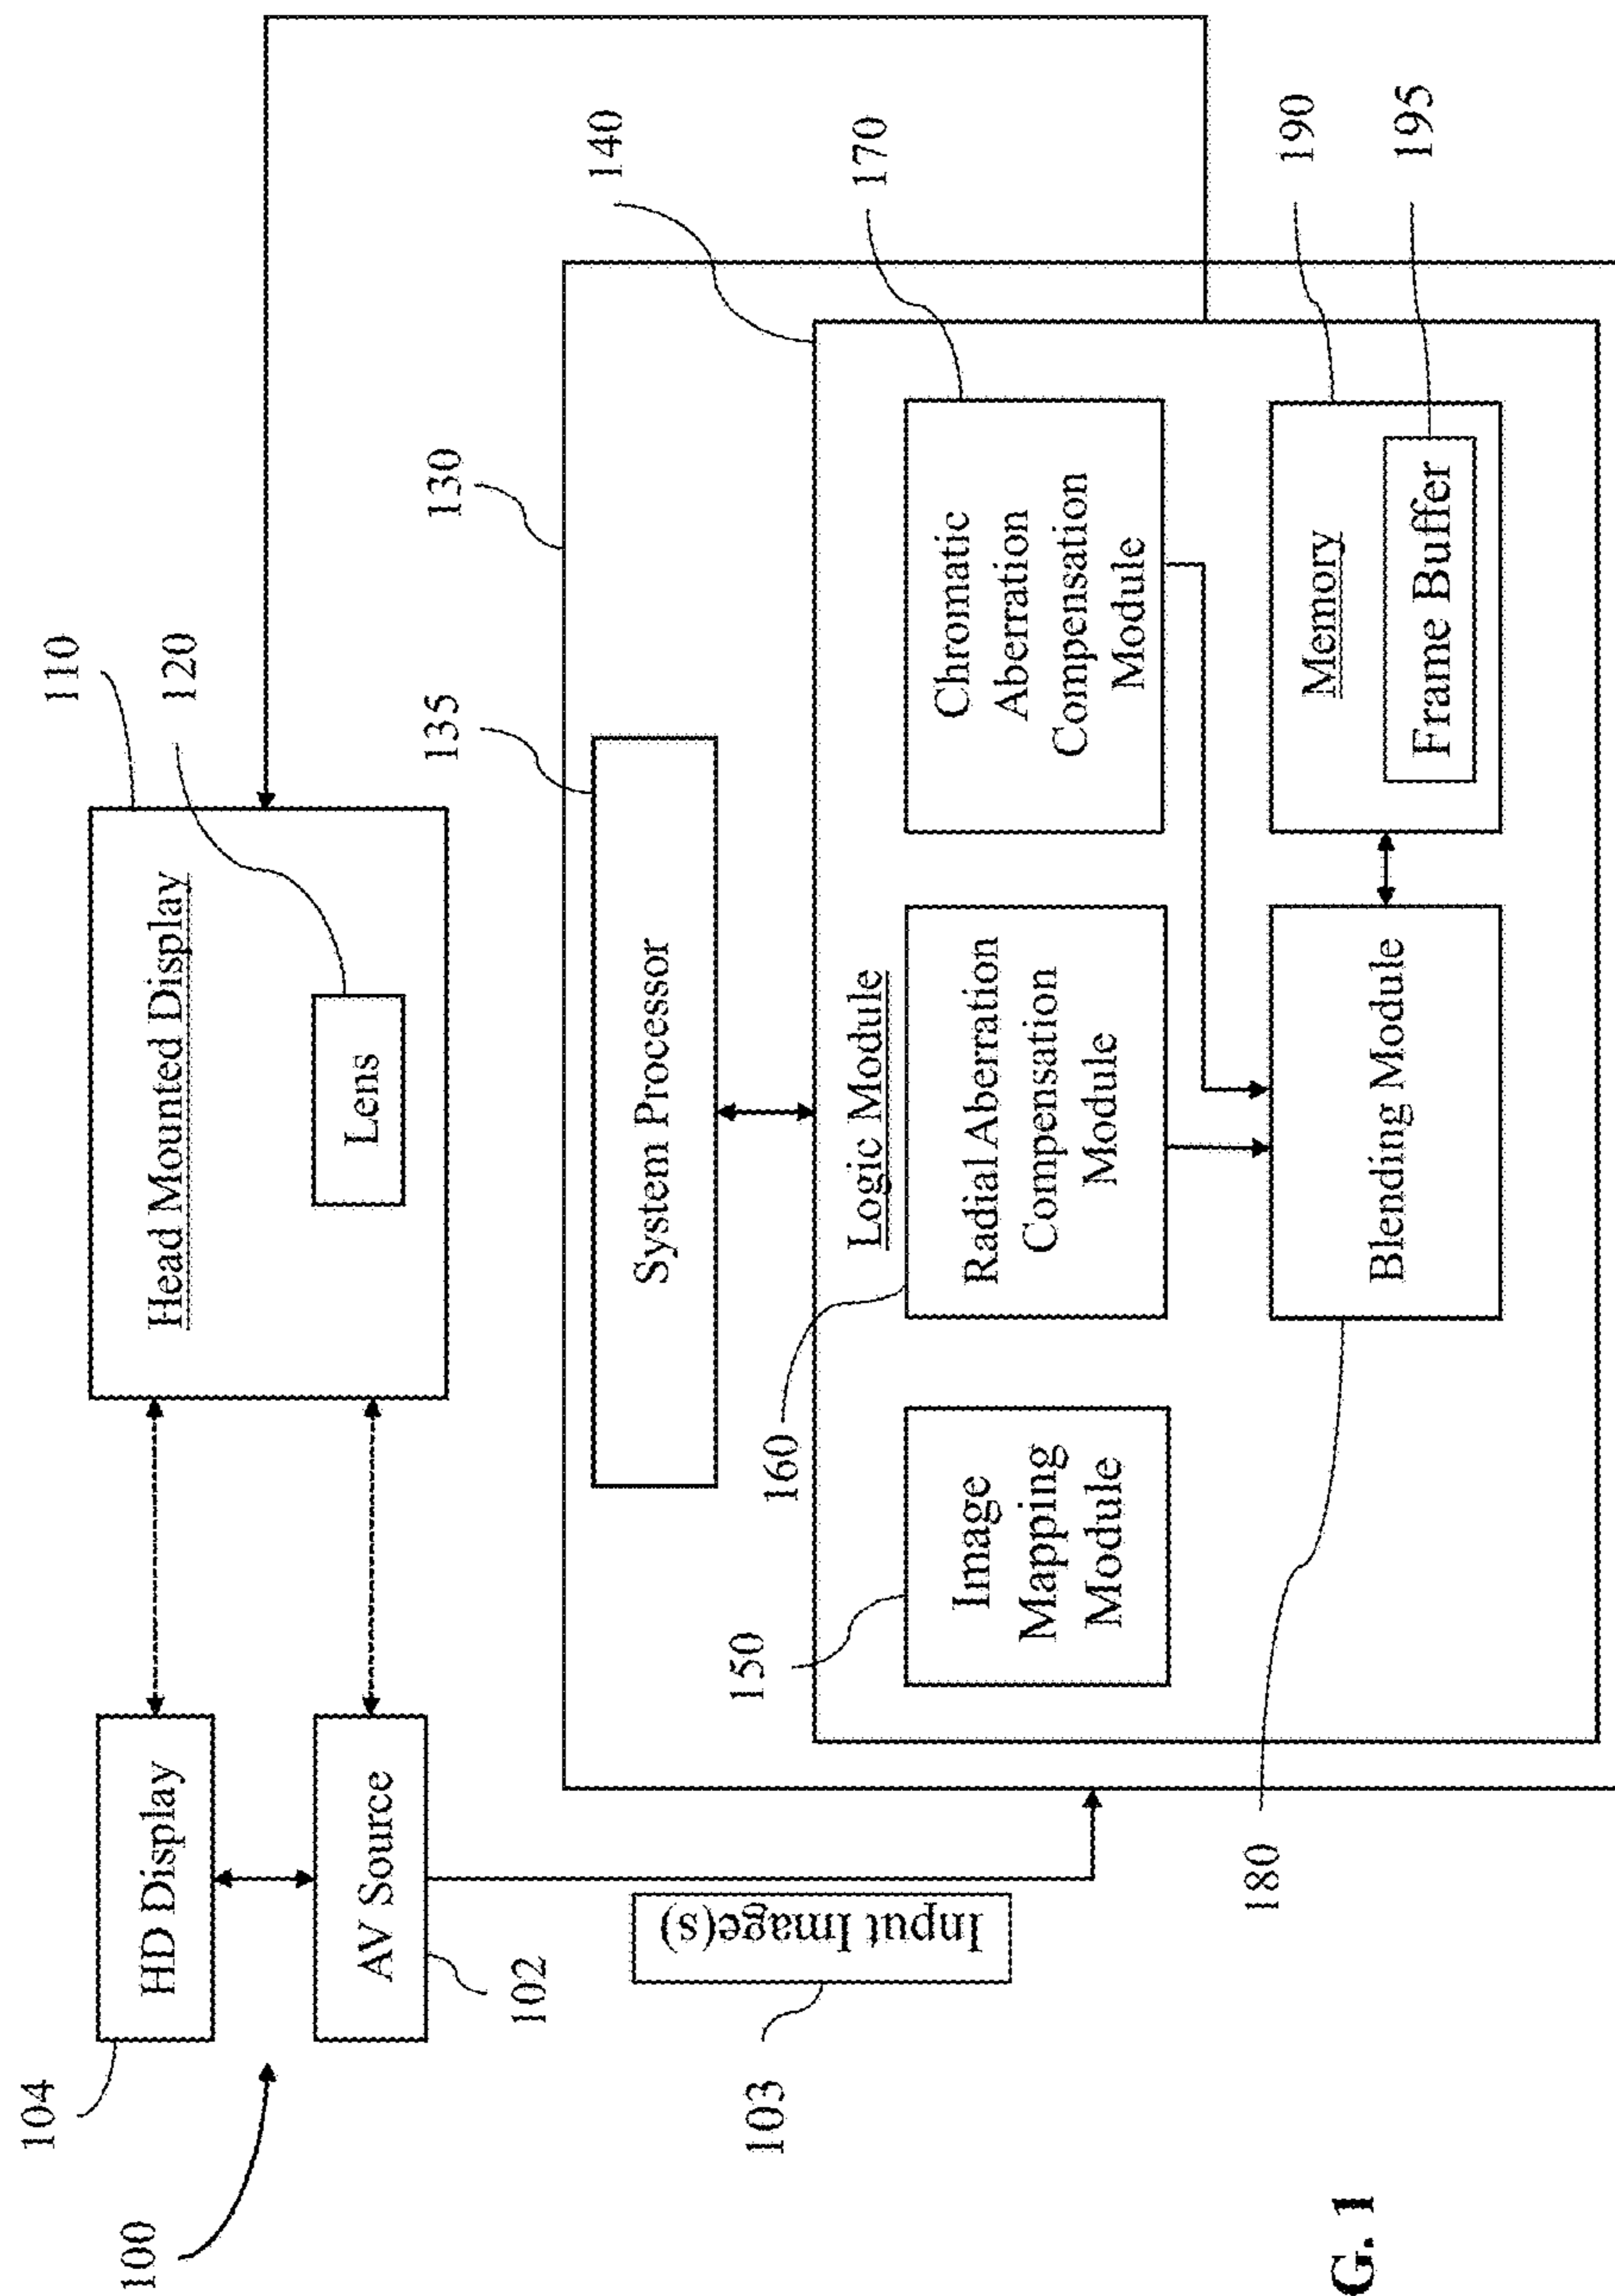 100
104
HD Display
AV Source
102
Input Image(s)
103
Head Mounted Display
Lens
110
120
130
135
System Processor
140
Logic Module
150
Image
Mapping
Module
160
Radial Aberration
Compensation
Module
Chromatic
Aberration
Compensation
Module
170
180
Blending Module
Memory
Frame Buffer
190
195
G. 1